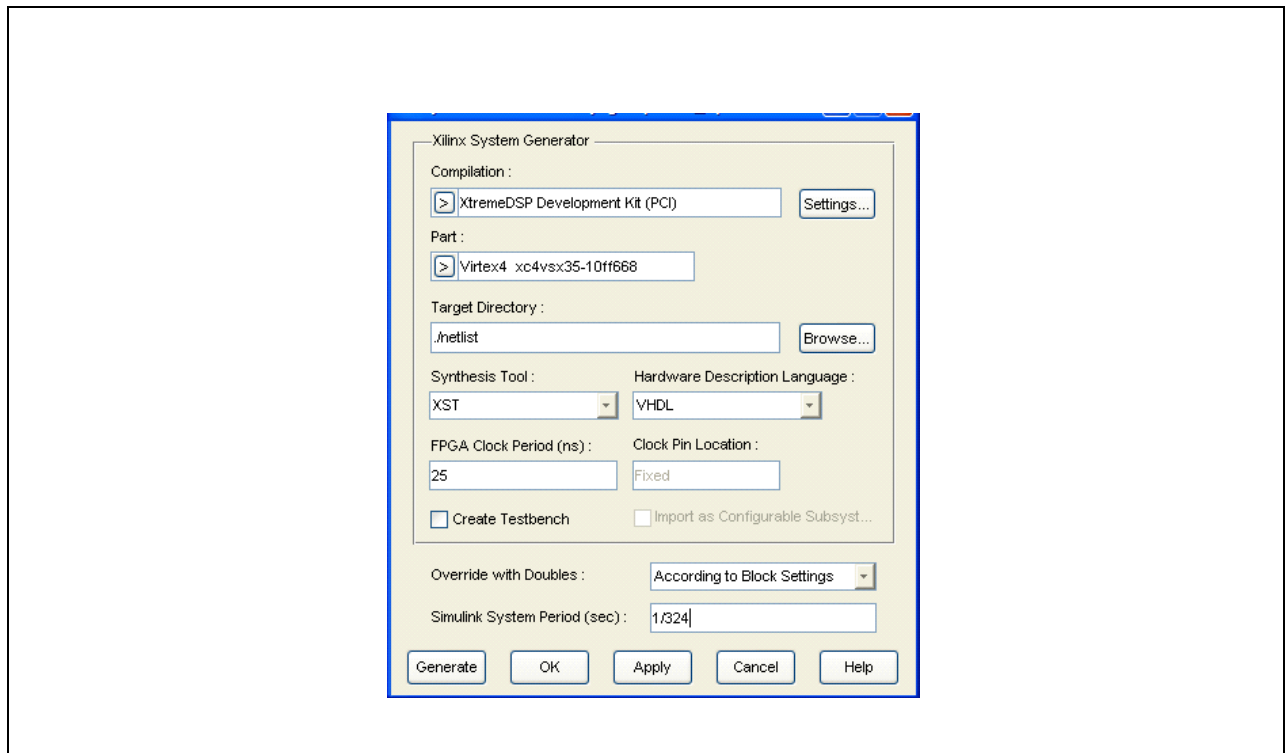 Xilinx System Generator
Compilation :
> XtremeDSP Development Kit (PCI) Settings...
Part :
> Virtex4 xc4vsx35-10ff668
Target Directory :
./netlist Browse...
Synthesis Tool : Hardware Description Language :
XST VHDL
FPGA Clock Period (ns) : Clock Pin Location :
25 Fixed
Create Testbench Import as Configurable Subsyst...
Override with Doubles : According to Block Settings
Simulink System Period (sec) : 1/324
Generate OK Apply Cancel Help